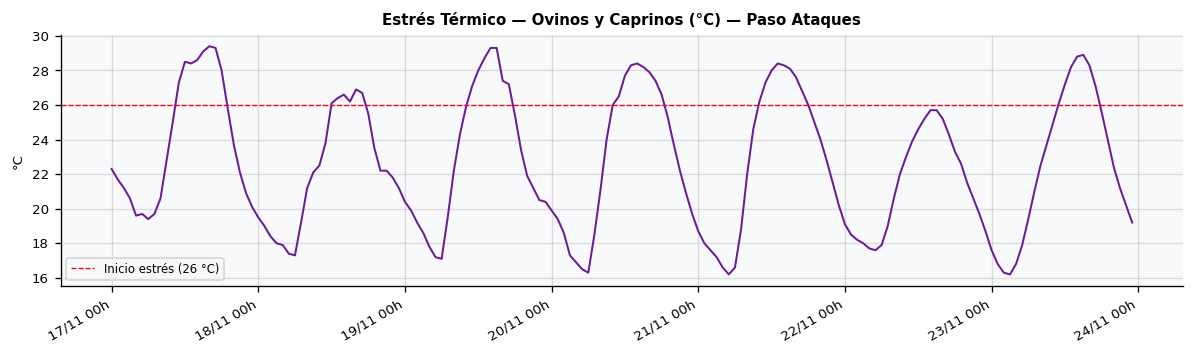 Estrés Térmico — Ovinos y Caprinos (°C) — Paso Ataques
30
28
26
24
22
20
18
16
°C
Inicio estrés (26 °C)
17/11 00h
18/11 00h
19/11 00h
20/11 00h
21/11 00h
22/11 00h
23/11 00h
24/11 00h